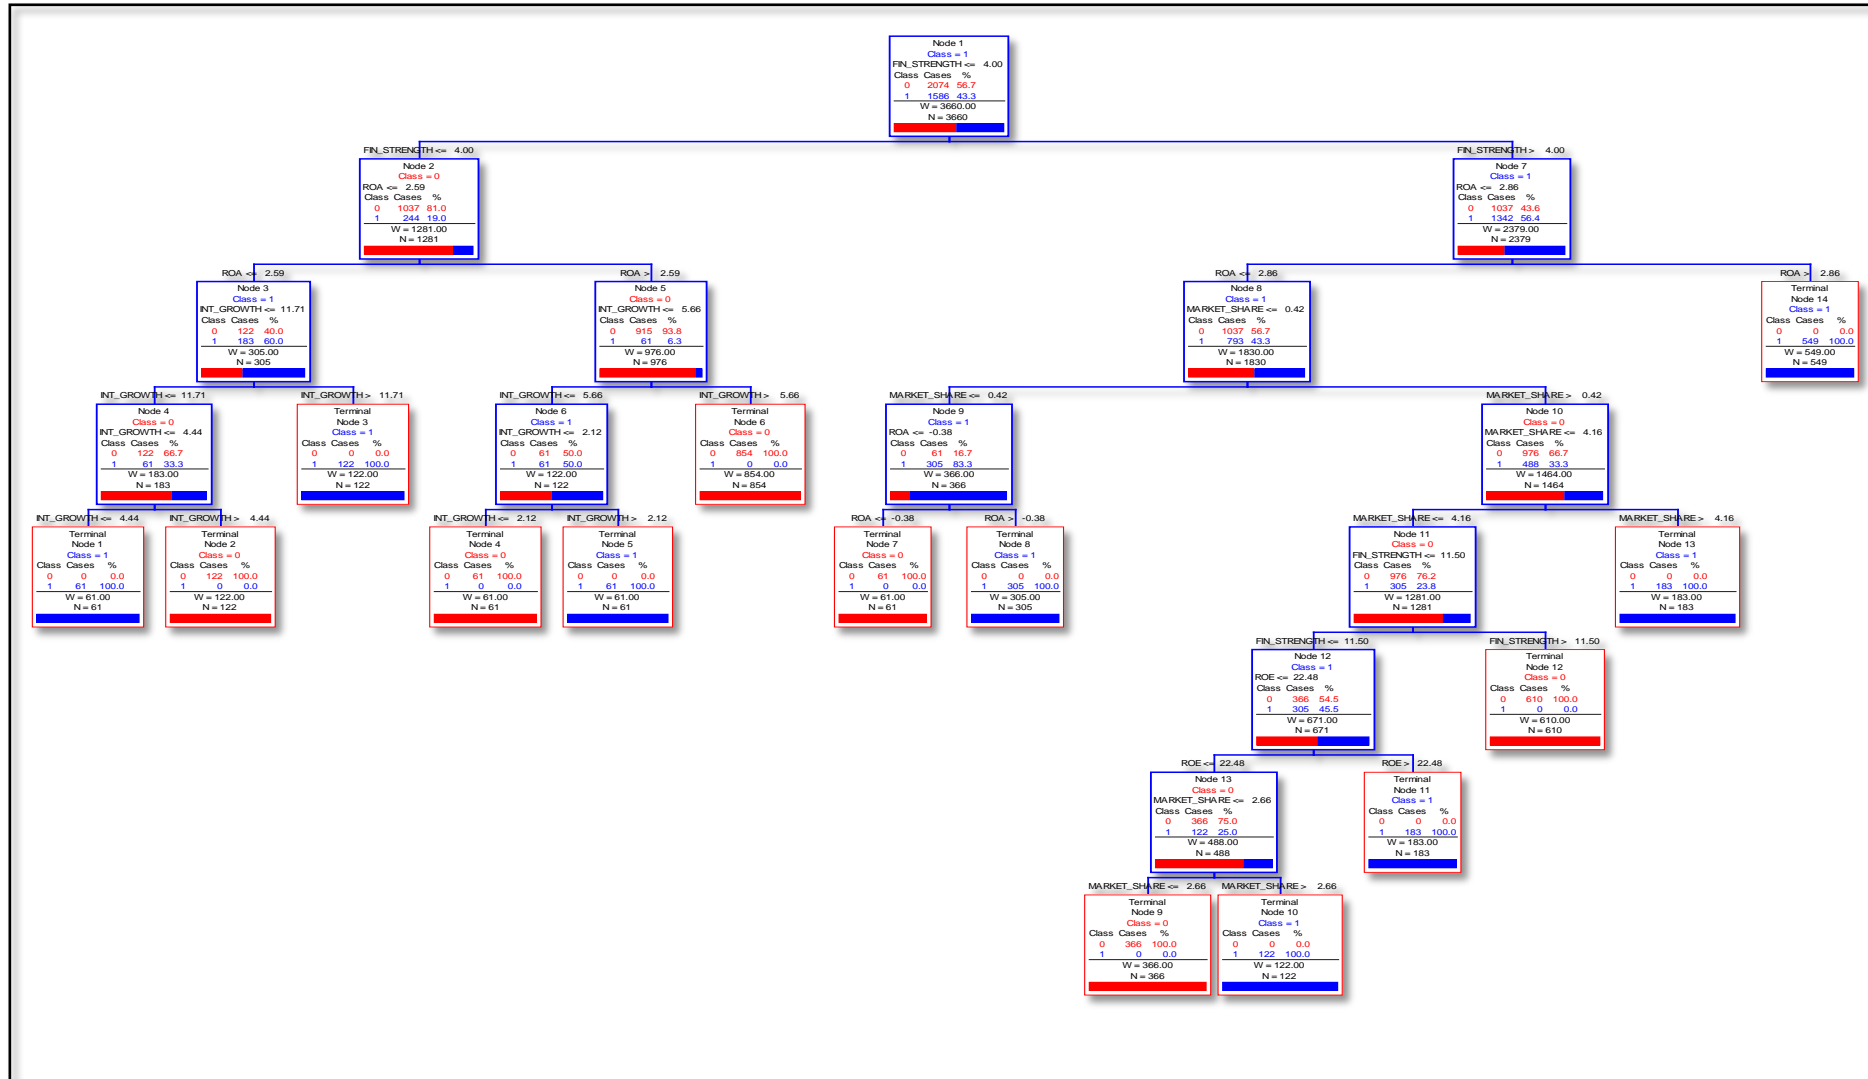 Node 1
Class = 1
FIN_STRENGTH <= 4.00
Class Cases %
0 2074 56.7
1 1586 43.3
W = 3660.00
N = 3660
FIN_STRENGTH <= 4.00
FIN_STRENGTH > 4.00
Node 2
Class = 0
ROA <= 2.59
Class Cases %
0 1037 81.0
1 244 19.0
W = 1281.00
N = 1281
Node 7
Class = 1
ROA <= 2.86
Class Cases %
0 1037 43.6
1 1342 56.4
W = 2379.00
N = 2379
ROA <= 2.59
ROA > 2.59
ROA <= 2.86
ROA > 2.86
Node 3
Class = 1
INT_GROWTH <= 11.71
Class Cases %
0 122 40.0
1 183 60.0
W = 305.00
N = 305
Node 5
Class = 0
INT_GROWTH <= 5.66
Class Cases %
0 915 93.8
1 61 6.3
W = 976.00
N = 976
Node 8
Class = 1
MARKET_SHARE <= 0.42
Class Cases %
0 1037 56.7
1 793 43.3
W = 1830.00
N = 1830
Terminal
Node 14
Class = 1
Class Cases %
0 0 0.0
1 549 100.0
W = 549.00
N = 549
INT_GROWTH <= 11.71
INT_GROWTH > 11.71
INT_GROWTH <= 5.66
INT_GROWTH > 5.66
MARKET_SHARE <= 0.42
MARKET_SHARE > 0.42
Node 4
Class = 0
INT_GROWTH <= 4.44
Class Cases %
0 122 66.7
1 61 33.3
W = 183.00
N = 183
Terminal
Node 3
Class = 1
Class Cases %
0 0 0.0
1 122 100.0
W = 122.00
N = 122
Node 6
Class = 1
INT_GROWTH <= 2.12
Class Cases %
0 61 50.0
1 61 50.0
W = 122.00
N = 122
Terminal
Node 6
Class = 0
Class Cases %
0 854 100.0
1 0 0.0
W = 854.00
N = 854
Node 9
Class = 1
ROA <= -0.38
Class Cases %
0 61 16.7
1 305 83.3
W = 366.00
N = 366
Node 10
Class = 0
MARKET_SHARE <= 4.16
Class Cases %
0 976 66.7
1 488 33.3
W = 1464.00
N = 1464
INT_GROWTH <= 4.44
INT_GROWTH > 4.44
INT_GROWTH <= 2.12
INT_GROWTH > 2.12
ROA <= -0.38
ROA > -0.38
MARKET_SHARE <= 4.16
MARKET_SHARE > 4.16
Terminal
Node 1
Class = 1
Class Cases %
0 0 0.0
1 61 100.0
W = 61.00
N = 61
Terminal
Node 2
Class = 0
Class Cases %
0 122 100.0
1 0 0.0
W = 122.00
N = 122
Terminal
Node 4
Class = 0
Class Cases %
0 61 100.0
1 0 0.0
W = 61.00
N = 61
Terminal
Node 5
Class = 1
Class Cases %
0 0 0.0
1 61 100.0
W = 61.00
N = 61
Terminal
Node 7
Class = 0
Class Cases %
0 61 100.0
1 0 0.0
W = 61.00
N = 61
Terminal
Node 8
Class = 1
Class Cases %
0 0 0.0
1 305 100.0
W = 305.00
N = 305
Node 11
Class = 0
FIN_STRENGTH <= 11.50
Class Cases %
0 976 76.2
1 305 23.8
W = 1281.00
N = 1281
Terminal
Node 13
Class = 1
Class Cases %
0 0 0.0
1 183 100.0
W = 183.00
N = 183
FIN_STRENGTH <= 11.50
FIN_STRENGTH > 11.50
Node 12
Class = 1
ROE <= 22.48
Class Cases %
0 366 54.5
1 305 45.5
W = 671.00
N = 671
Terminal
Node 12
Class = 0
Class Cases %
0 610 100.0
1 0 0.0
W = 610.00
N = 610
ROE <= 22.48
ROE > 22.48
Node 13
Class = 0
MARKET_SHARE <= 2.66
Class Cases %
0 366 75.0
1 122 25.0
W = 488.00
N = 488
Terminal
Node 11
Class = 1
Class Cases %
0 0 0.0
1 183 100.0
W = 183.00
N = 183
MARKET_SHARE <= 2.66
MARKET_SHARE > 2.66
Terminal
Node 9
Class = 0
Class Cases %
0 366 100.0
1 0 0.0
W = 366.00
N = 366
Terminal
Node 10
Class = 1
Class Cases %
0 0 0.0
1 122 100.0
W = 122.00
N = 122